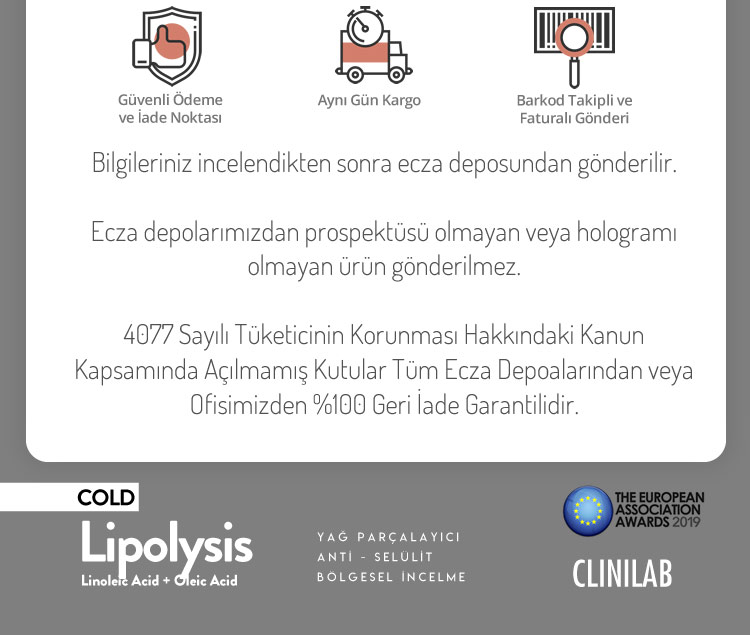 Güvenli Ödeme
ve İade Noktası
Aynı Gün Kargo
Barkod Takipli ve
Faturalı Gönderi
Bilgileriniz incelendikten sonra ecza deposundan gönderilir.
Ecza depolarımızdan prospektüsü olmayan veya hologramı
olmayan ürün gönderilmez.
4077 Sayılı Tüketicinin Korunması Hakkındaki Kanun
Kapsamında Açılmamış Kutular Tüm Ecza Depoalarından veya
Ofisimizden %100 Geri İade Garantilidir.
COLD
Lipolysis
Linoleic Acid + Oleic Acid
YAĞ PARÇALAYICI
ANTİ - SELÜLİT
BÖLGESEL İNCELME
THE EUROPEAN
ASSOCIATION
AWARDS 2019
CLINILAB